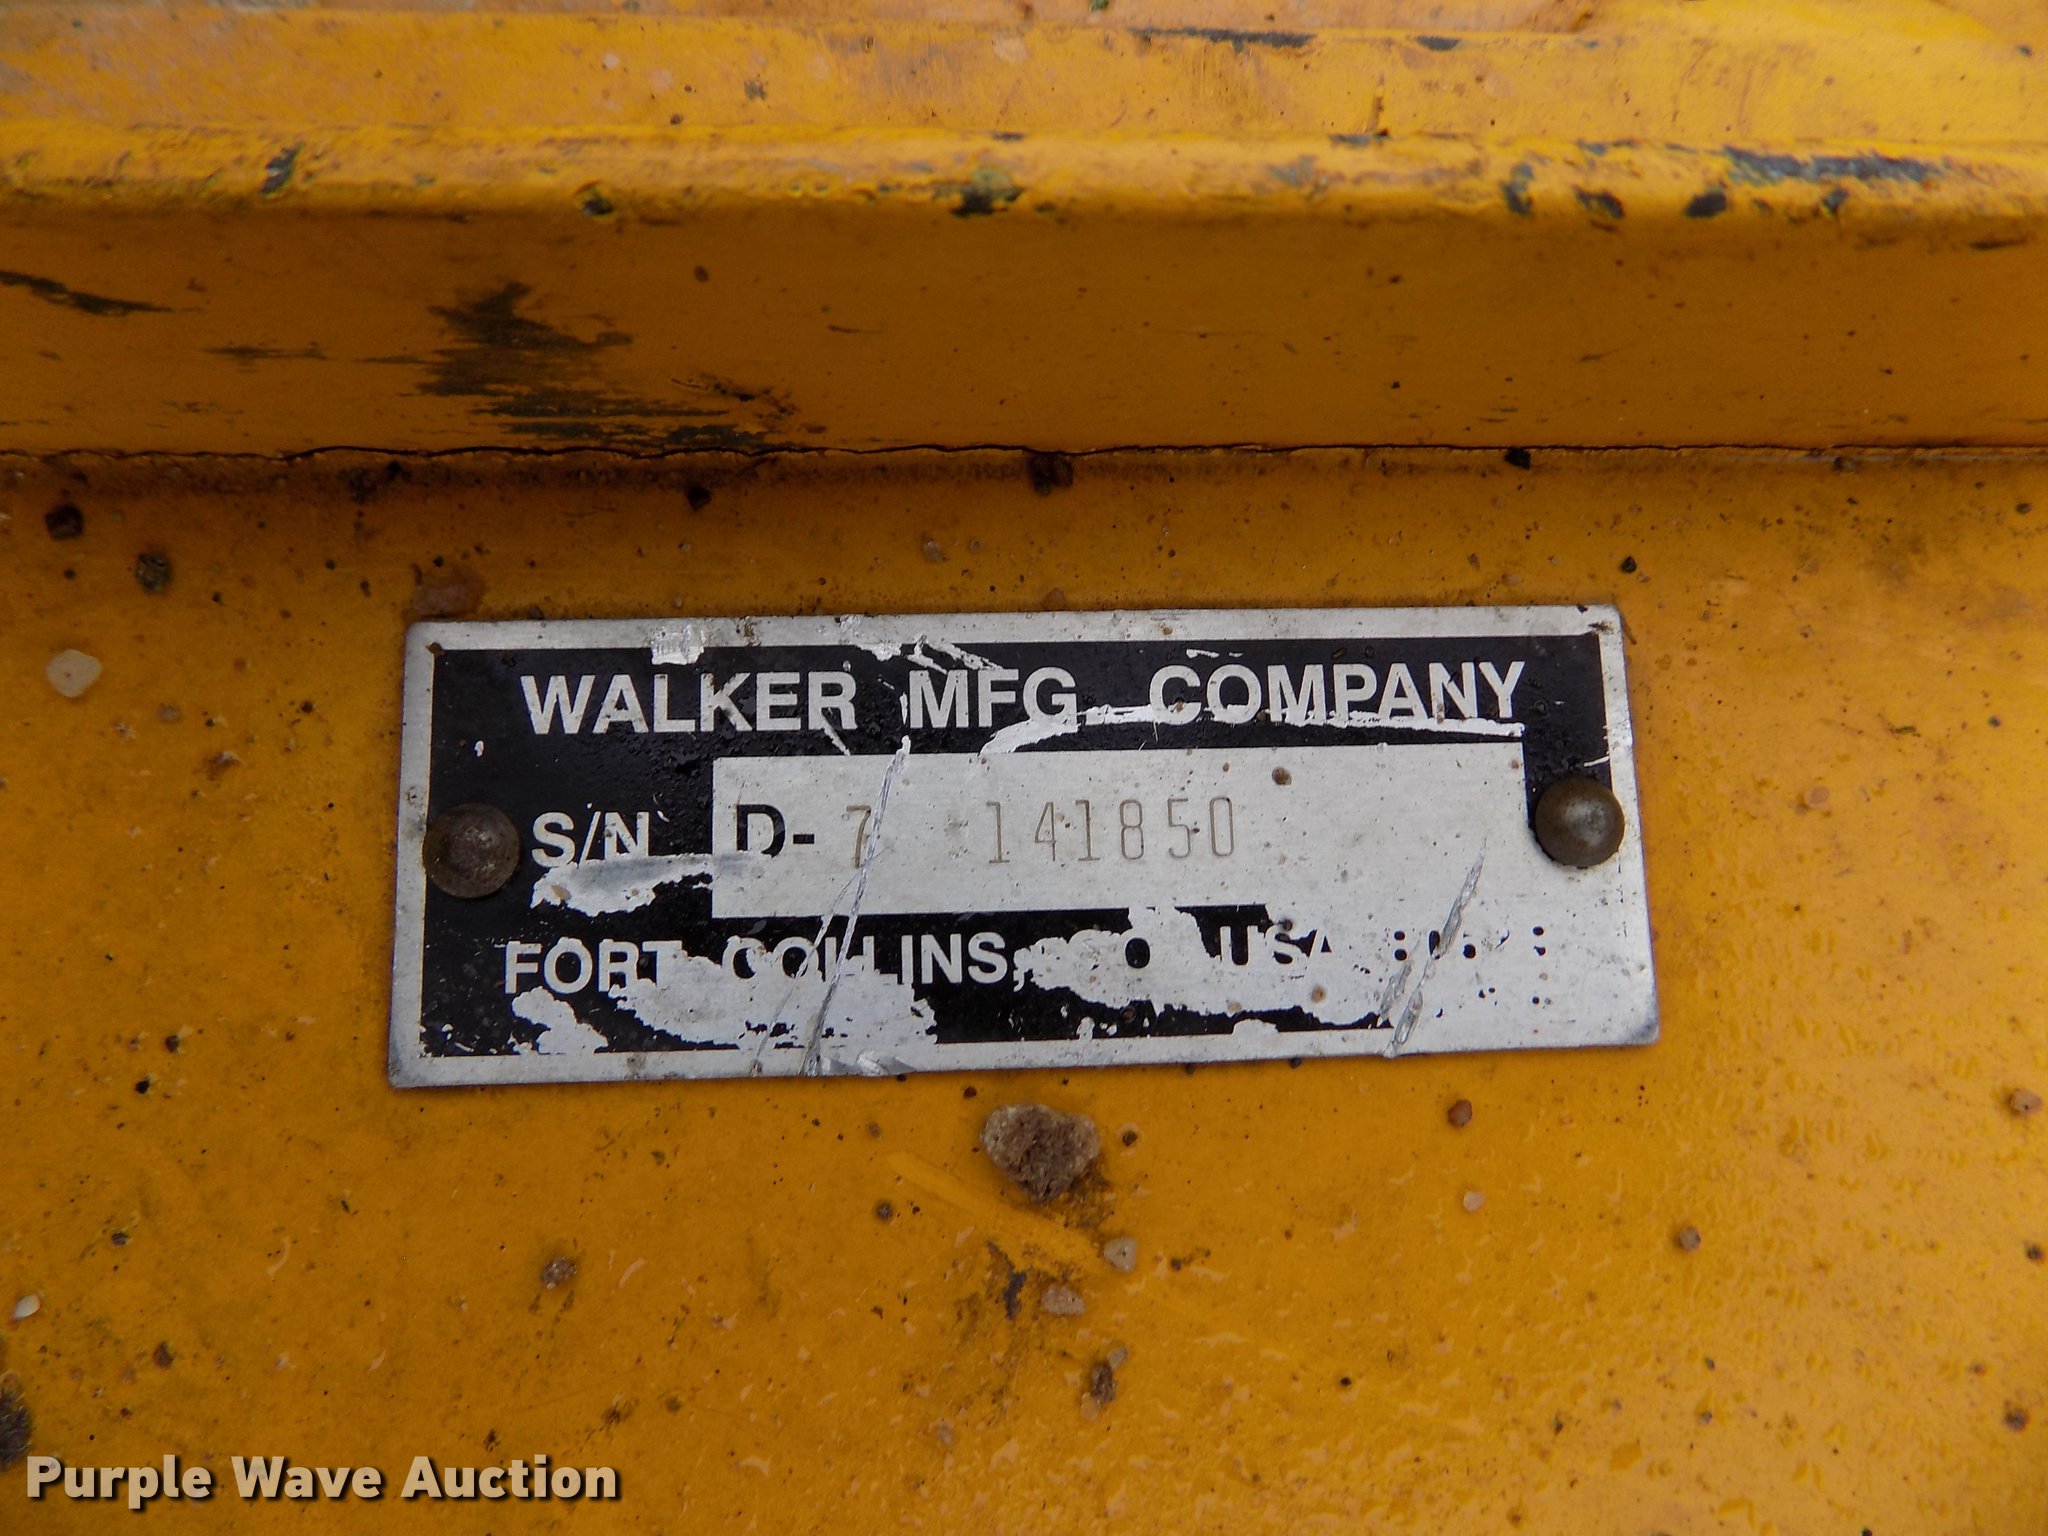 WALKER MFG COMPANY
S/N D-7 141850
FORT COLLINS, CO USA
Purple Wave Auction